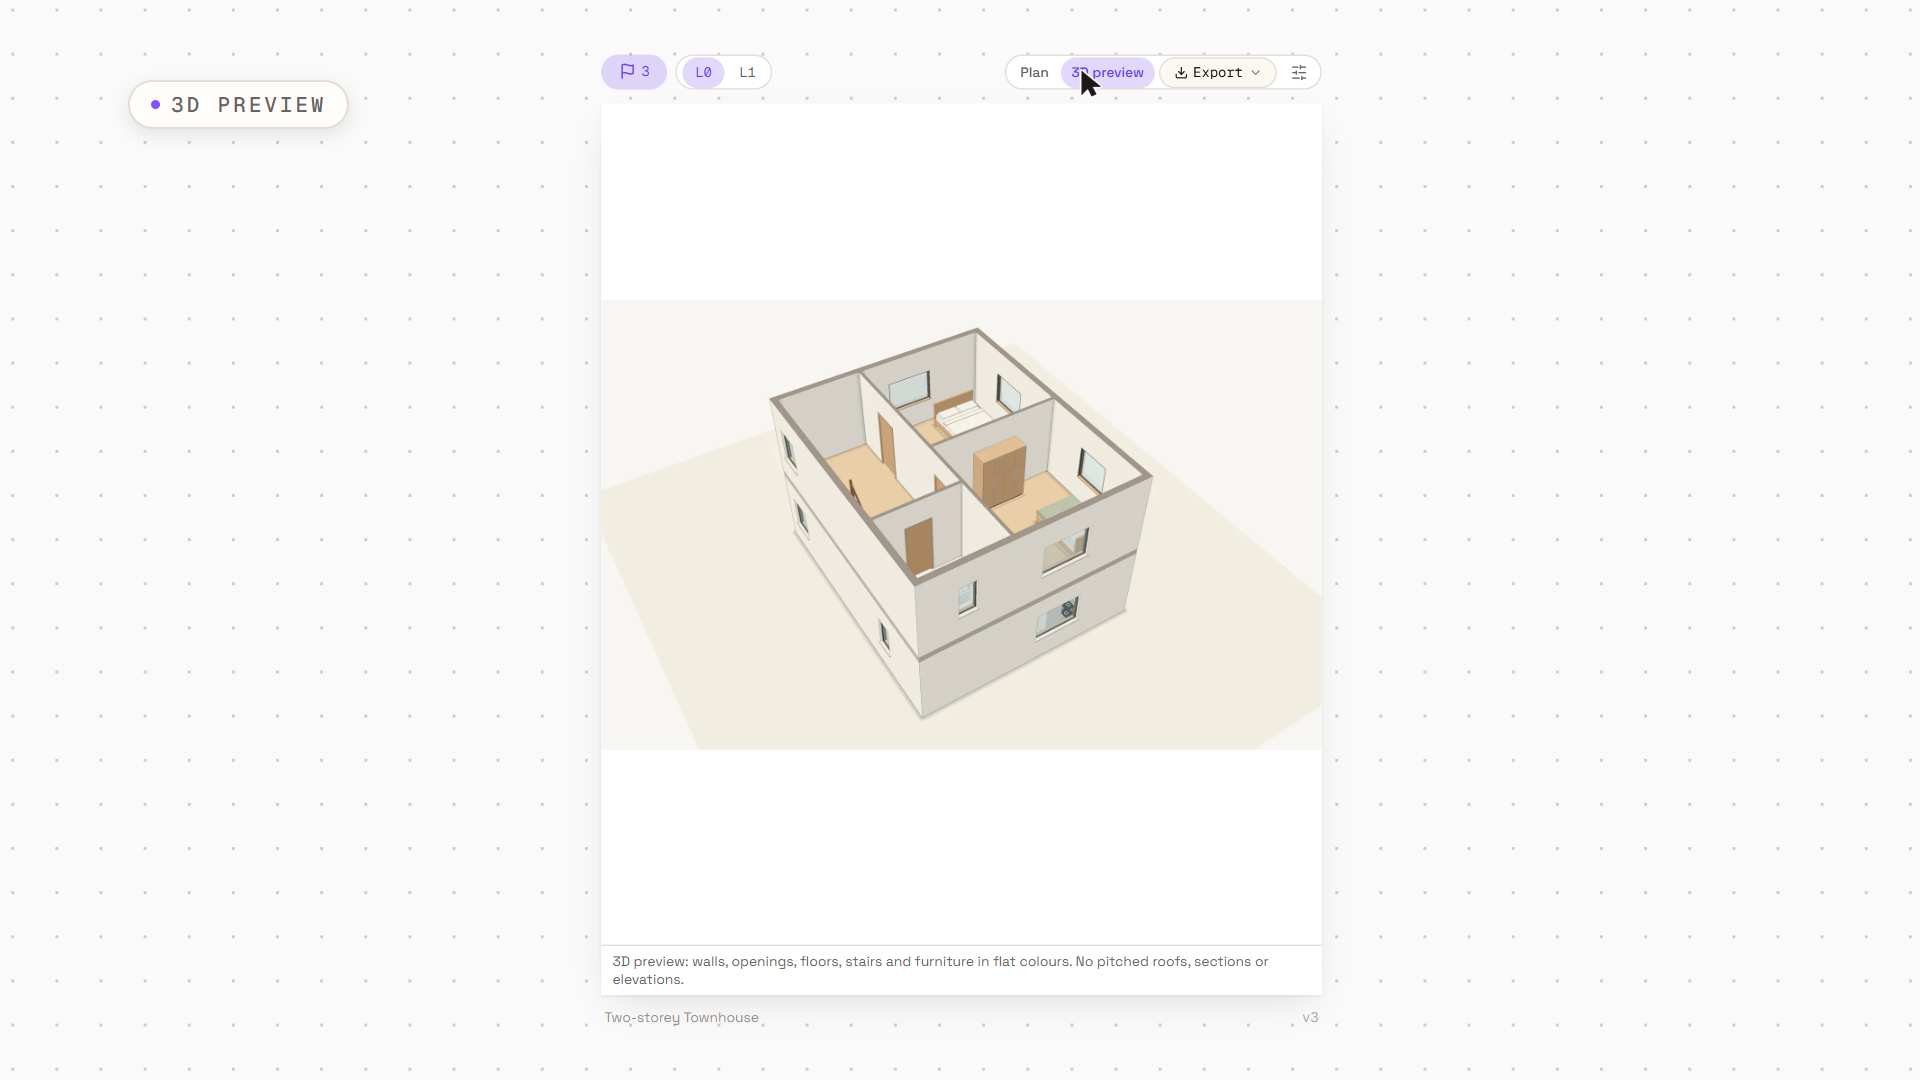 3D PREVIEW
3
L0
L1
Plan
3D preview
Export
3D preview: walls, openings, floors, stairs and furniture in flat colours. No pitched roofs, sections or
elevations.
Two-storey Townhouse
v3